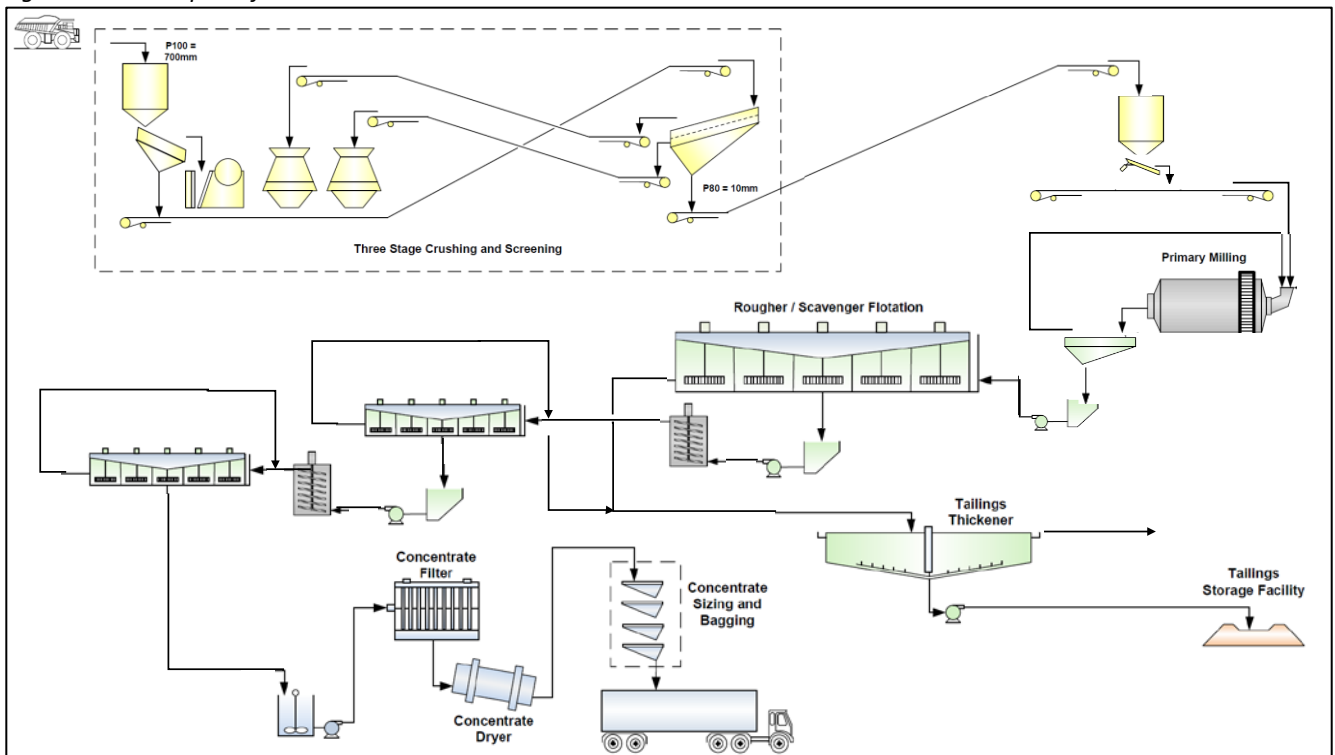 P100 =
700mm
P80 = 10mm
Three Stage Crushing and Screening
Primary Milling
Rougher / Scavenger Flotation
Tailings
Thickener
Tailings
Storage Facility
Concentrate
Filter
Concentrate
Sizing and
Bagging
Concentrate
Dryer